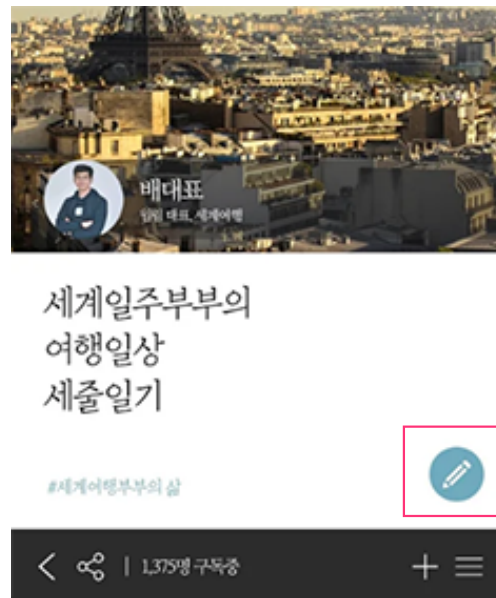 배대표
윌링 대표, 세계여행
세계일주부부의
여행일상
세줄일기
#세계여행부부의 삶
1,375명 구독중